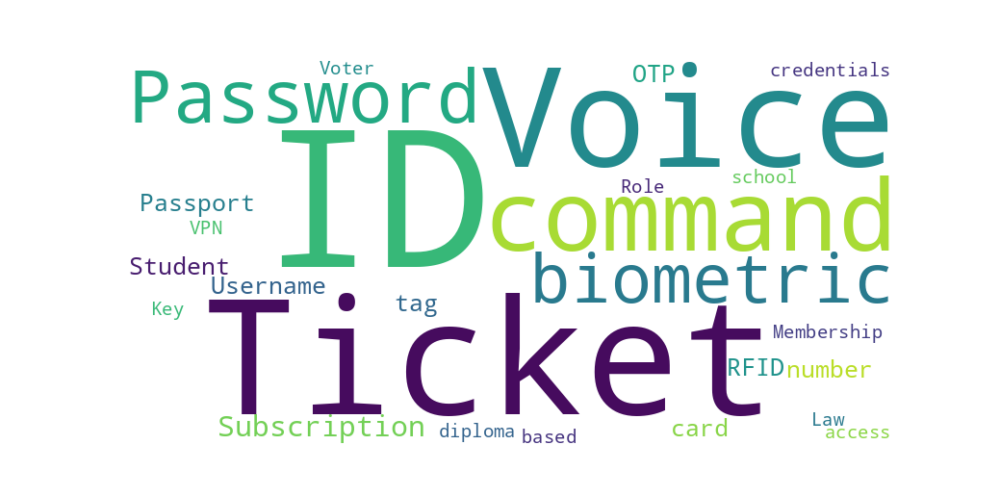 Voter
OTP
credentials
Password
Voice
ID
school
Role
command
Passport
VPN
Student
biometric
Username
Key
tag
Ticket
Membership
RFID
number
Subscription
diploma
based
card
Law
access